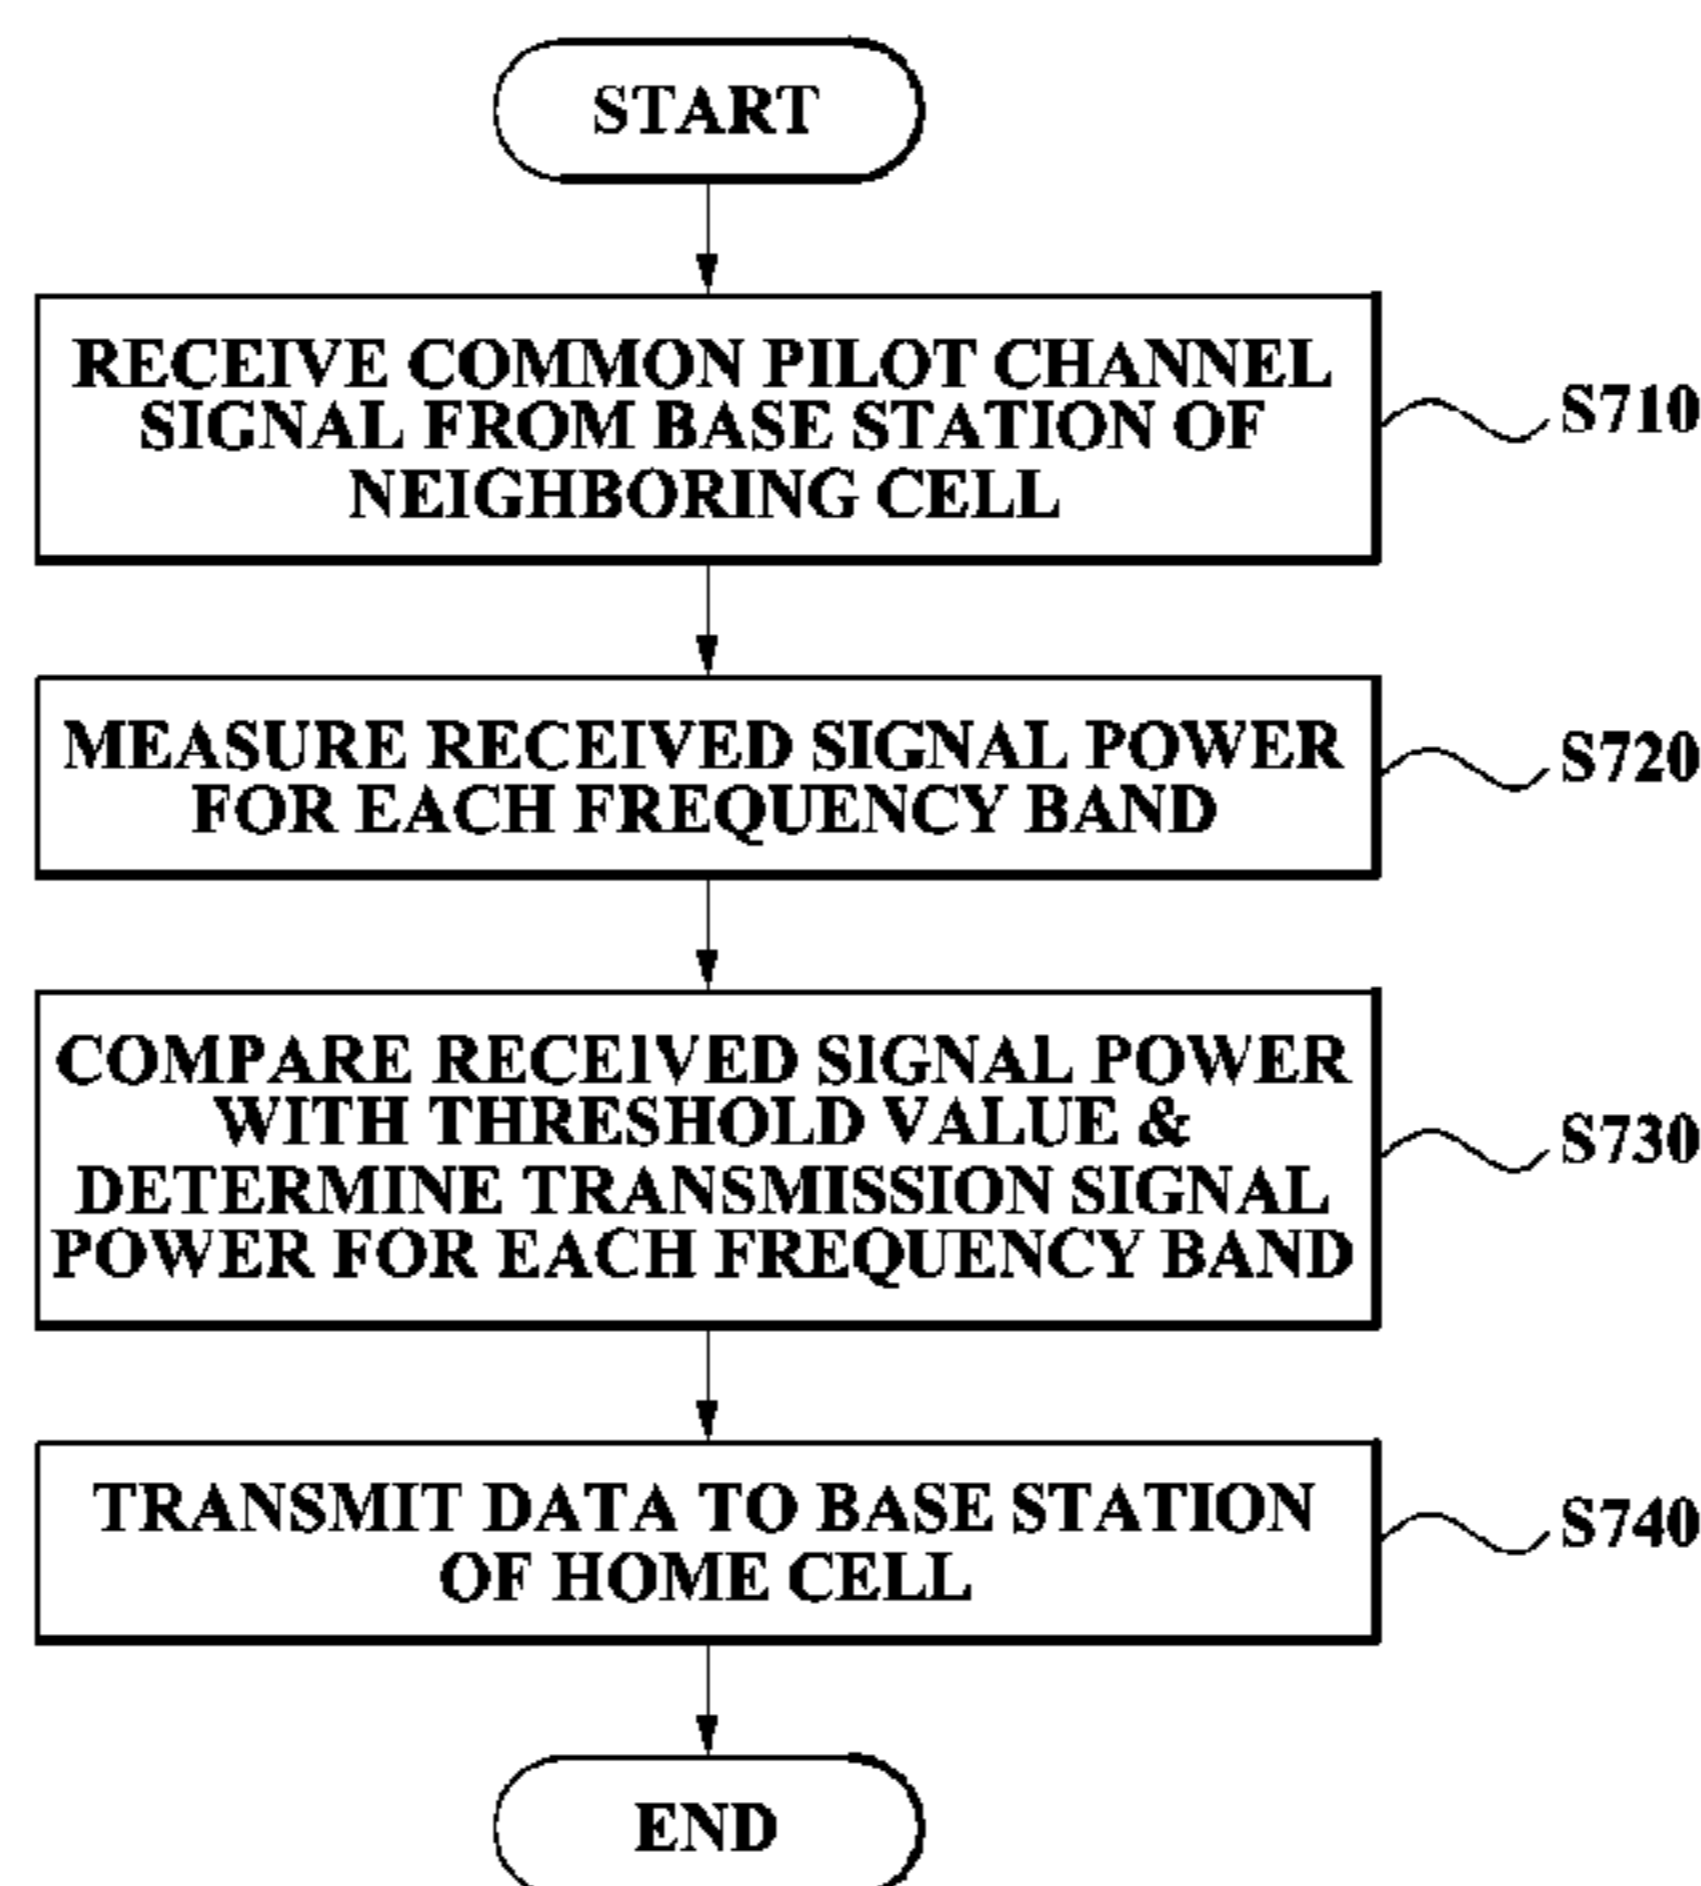 START
RECEIVE COMMON PILOT CHANNEL
SIGNAL FROM BASE STATION OF
NEIGHBORING CELL
S710
MEASURE RECEIVED SIGNAL POWER
FOR EACH FREQUENCY BAND
S720
COMPARE RECEIVED SIGNAL POWER
WITH THRESHOLD VALUE &
DETERMINE TRANSMISSION SIGNAL
POWER FOR EACH FREQUENCY BAND
S730
TRANSMIT DATA TO BASE STATION
OF HOME CELL
S740
END